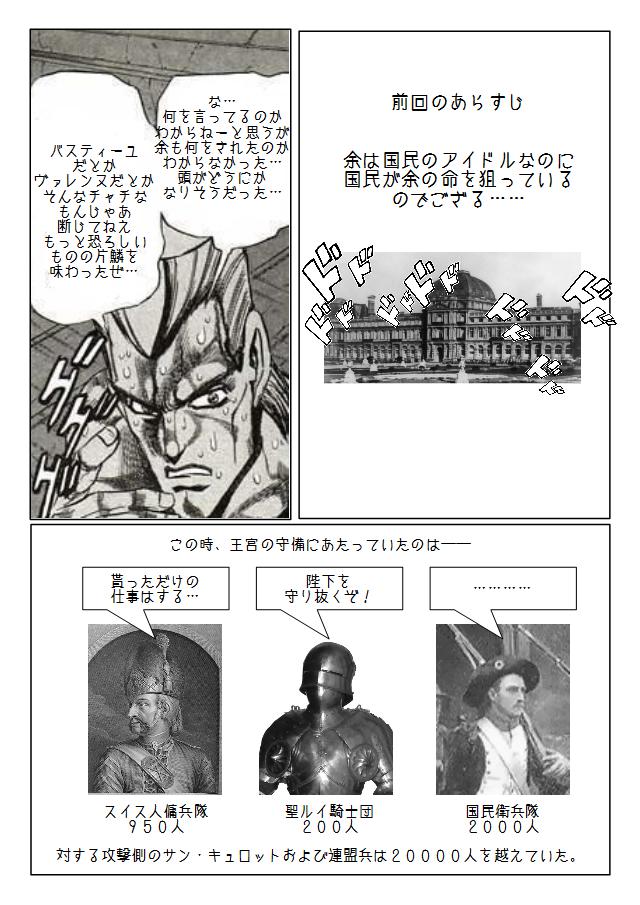 前回のあらすじ
余は国民のアイドルなのに
国民が余の命を狙っている
のでござる……
ドド
ドド
ドドド
ドド
ドド
ドド
な…
何を言ってるのか
わからねーと思うが
余も何をされたのか
わからなかった…
頭がどうにか
なりそうだった…
バスティーユ
だとか
ヴァレンヌだとか
そんなチャチな
もんじゃあ
断じてねえ
もっと恐ろしい
ものの片鱗を
味わったぜ…
この時、王宮の守備にあたっていたのは――
貰っただけの
仕事はする…
陛下を
守り抜くぞ!
…………
スイス人傭兵隊
950人
聖ルイ騎士団
200人
国民衛兵隊
2000人
対する攻撃側のサン・キュロットおよび連盟兵は20000人を越えていた。